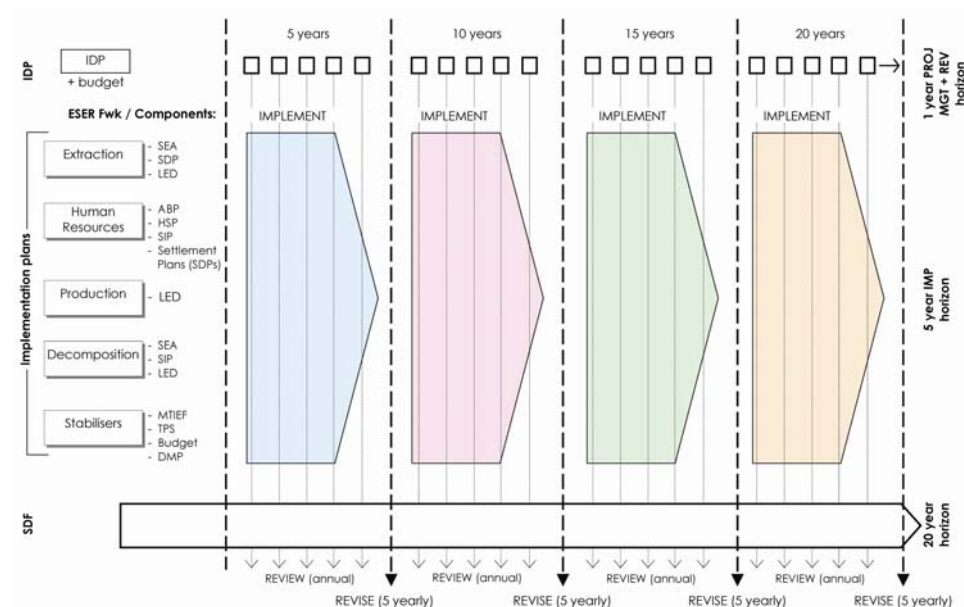 5 years
10 years
15 years
20 years
IDP
IDP
+ budget
1 year PROJ
MGT + REV
horizon
ESER Fwk / Components:
IMPLEMENT
IMPLEMENT
IMPLEMENT
IMPLEMENT
Implementation plans
Extraction
- SEA
- SDP
- LED
Human
Resources
- ABP
- HSP
- SIP
- Settlement
Plans (SDPs)
Production
- LED
Decomposition
- SEA
- SIP
- LED
Stabilisers
- MTIEF
- TPS
- Budget
- DMP
5 year IMP
horizon
SDF
20 year
horizon
REVIEW (annual)
REVIEW (annual)
REVIEW (annual)
REVIEW (annual)
REVISE (5 yearly)
REVISE (5 yearly)
REVISE (5 yearly)
REVISE (5 yearly)